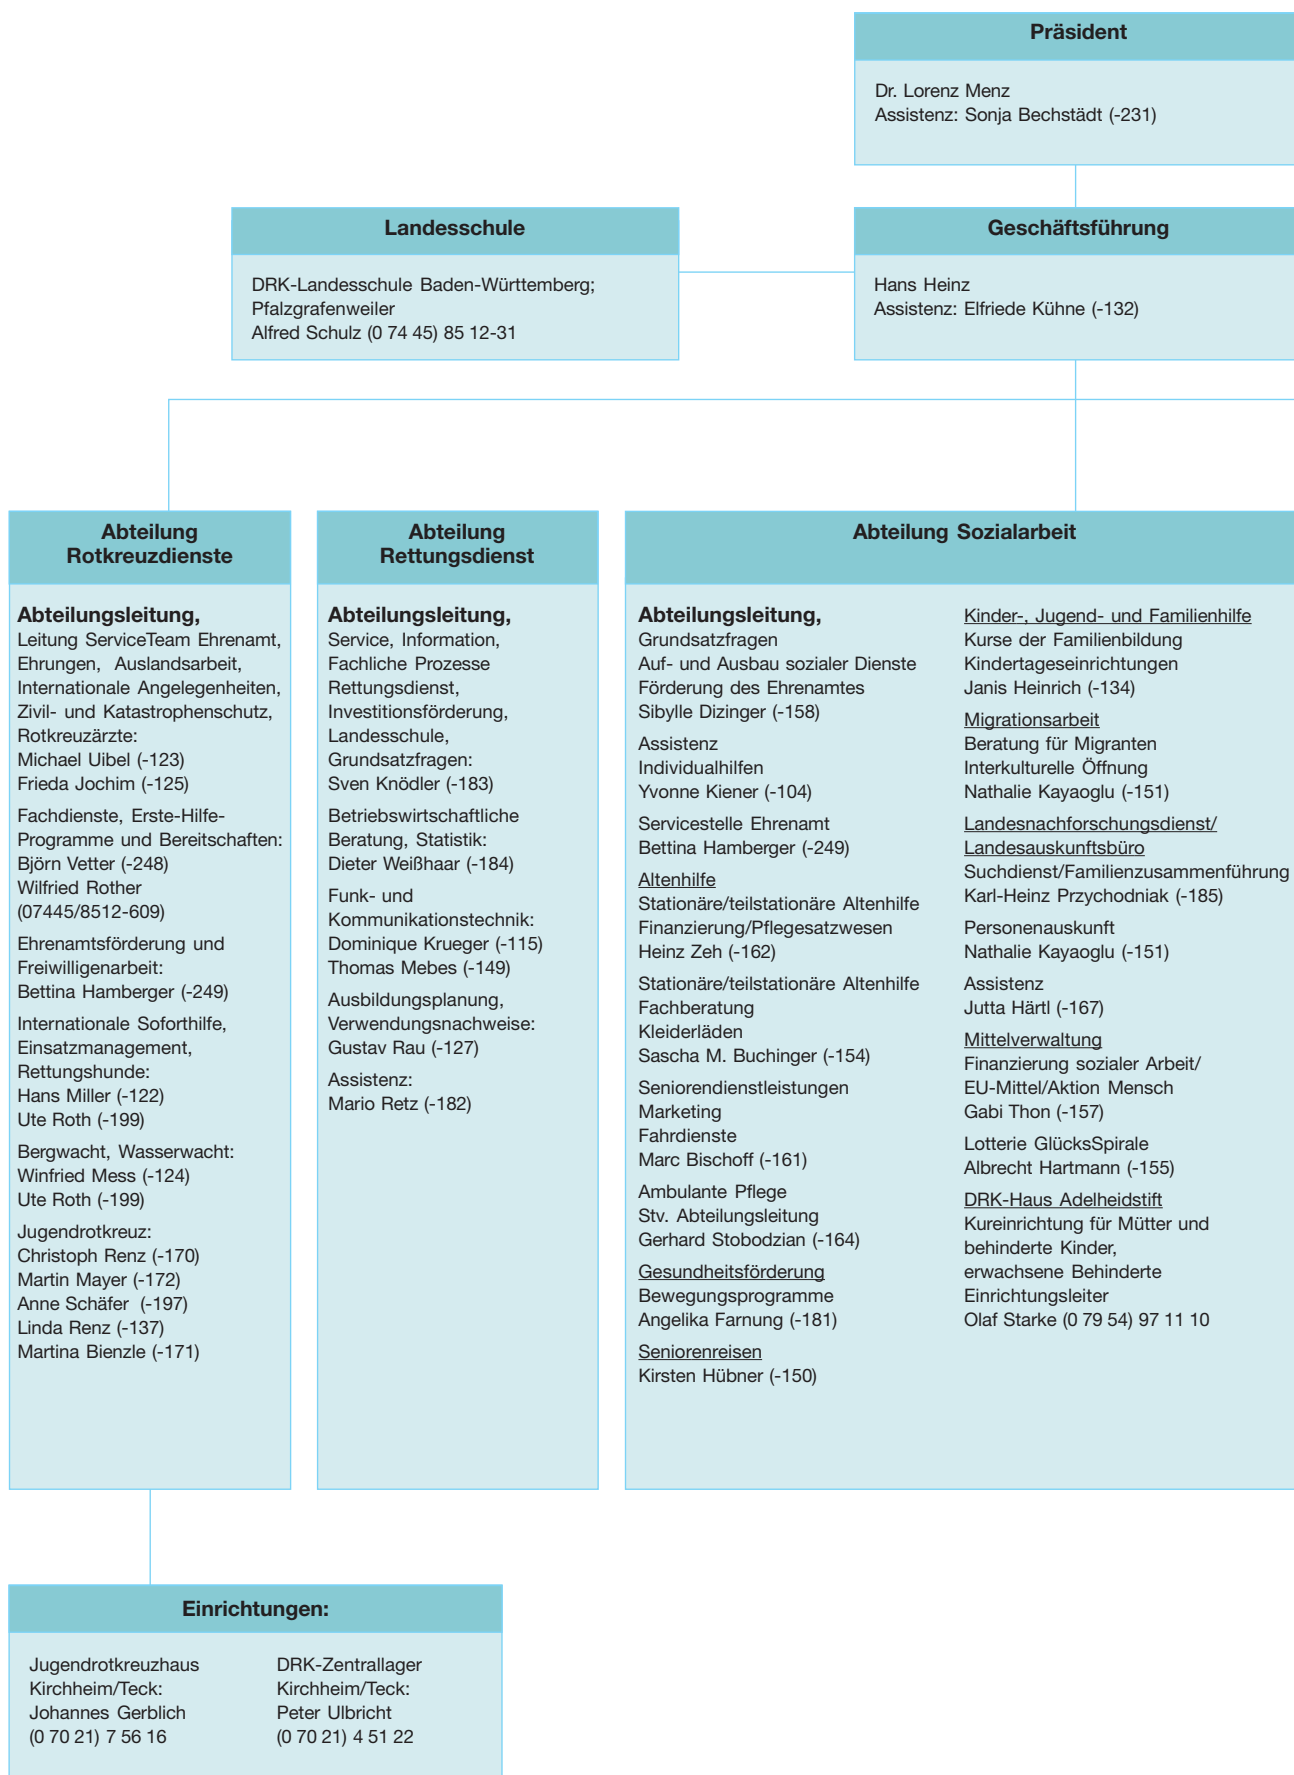 Präsident
Dr. Lorenz Menz
Assistenz: Sonja Bechstädt (-231)
Landesschule
DRK-Landesschule Baden-Württemberg;
Pfalzgrafenweiler
Alfred Schulz (0 74 45) 85 12-31
Geschäftsführung
Hans Heinz
Assistenz: Elfriede Kühne (-132)
Abteilung
Rotkreuzdienste
Abteilungsleitung,
Leitung ServiceTeam Ehrenamt,
Ehrungen, Auslandsarbeit,
Internationale Angelegenheiten,
Zivil- und Katastrophenschutz,
Rotkreuzärzte:
Michael Uibel (-123)
Frieda Jochim (-125)
Fachdienste, Erste-Hilfe-
Programme und Bereitschaften:
Björn Vetter (-248)
Wilfried Rother
(07445/8512-609)
Ehrenamtsförderung und
Freiwilligenarbeit:
Bettina Hamberger (-249)
Internationale Soforthilfe,
Einsatzmanagement,
Rettungshunde:
Hans Miller (-122)
Ute Roth (-199)
Bergwacht, Wasserwacht:
Winfried Mess (-124)
Ute Roth (-199)
Jugendrotkreuz:
Christoph Renz (-170)
Martin Mayer (-172)
Anne Schäfer (-197)
Linda Renz (-137)
Martina Bienzle (-171)
Abteilung
Rettungsdienst
Abteilungsleitung,
Service, Information,
Fachliche Prozesse
Rettungsdienst,
Investitionsförderung,
Landesschule,
Grundsatzfragen:
Sven Knödler (-183)
Betriebswirtschaftliche
Beratung, Statistik:
Dieter Weißhaar (-184)
Funk- und
Kommunikationstechnik:
Dominique Krueger (-115)
Thomas Mebes (-149)
Ausbildungsplanung,
Verwendungsnachweise:
Gustav Rau (-127)
Assistenz:
Mario Retz (-182)
Abteilung Sozialarbeit
Abteilungsleitung,
Grundsatzfragen
Auf- und Ausbau sozialer Dienste
Förderung des Ehrenamtes
Sibylle Dizinger (-158)
Assistenz
Individualhilfen
Yvonne Kiener (-104)
Servicestelle Ehrenamt
Bettina Hamberger (-249)
Altenhilfe
Stationäre/teilstationäre Altenhilfe
Finanzierung/Pflegesatzwesen
Heinz Zeh (-162)
Stationäre/teilstationäre Altenhilfe
Fachberatung
Kleiderläden
Sascha M. Buchinger (-154)
Seniorendienstleistungen
Marketing
Fahrdienste
Marc Bischoff (-161)
Ambulante Pflege
Stv. Abteilungsleitung
Gerhard Stobodzian (-164)
Gesundheitsförderung
Bewegungsprogramme
Angelika Farnung (-181)
Seniorenreisen
Kirsten Hübner (-150)
Kinder-, Jugend- und Familienhilfe
Kurse der Familienbildung
Kindertageseinrichtungen
Janis Heinrich (-134)
Migrationsarbeit
Beratung für Migranten
Interkulturelle Öffnung
Nathalie Kayaoglu (-151)
Landesnachforschungsdienst/
Landesauskunftsbüro
Suchdienst/Familienzusammenführung
Karl-Heinz Przychodniak (-185)
Personenauskunft
Nathalie Kayaoglu (-151)
Assistenz
Jutta Härtl (-167)
Mittelverwaltung
Finanzierung sozialer Arbeit/
EU-Mittel/Aktion Mensch
Gabi Thon (-157)
Lotterie GlücksSpirale
Albrecht Hartmann (-155)
DRK-Haus Adelheidstift
Kureinrichtung für Mütter und
behinderte Kinder,
erwachsene Behinderte
Einrichtungsleiter
Olaf Starke (0 79 54) 97 11 10
Einrichtungen:
Jugendrotkreuzhaus
Kirchheim/Teck:
Johannes Gerblich
(0 70 21) 7 56 16
DRK-Zentrallager
Kirchheim/Teck:
Peter Ulbricht
(0 70 21) 4 51 22